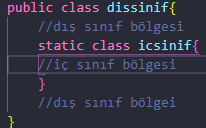 public class dissinif{
//dış sınıf bölgesi
static class icsinif{
//iç sınıf bölgesi
}
//dış sınıf bölgei
}